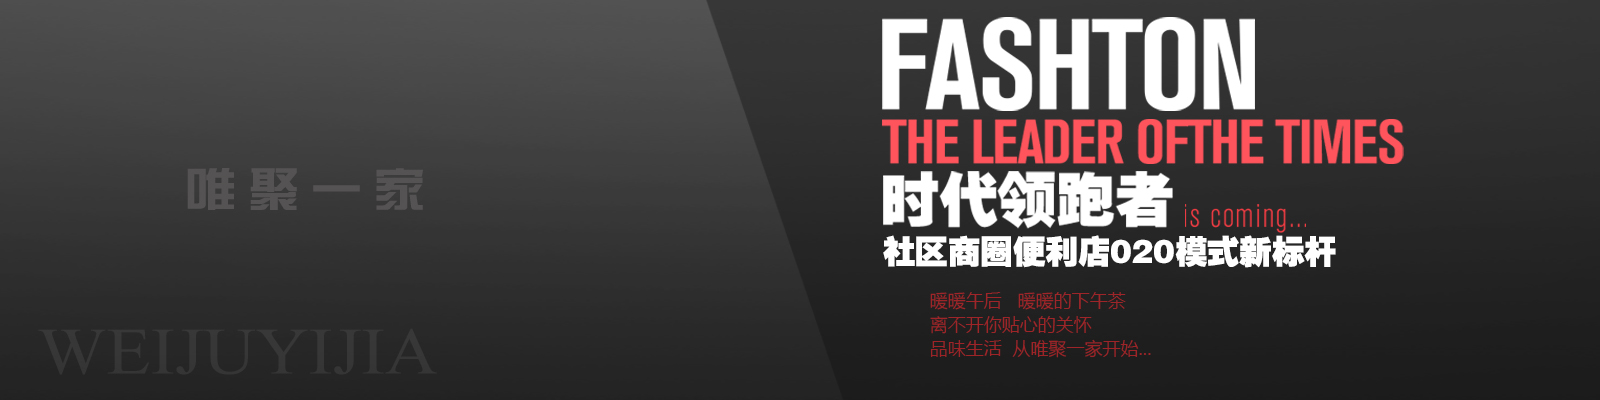 唯聚一家
WEIJUYIJIA
FASHTON
THE LEADER OFTHE TIMES
时代领跑者 is coming...
社区商圈便利店020模式新标杆
暖暖午后 暖暖的下午茶
离不开你贴心的关怀
品味生活 从唯聚一家开始...